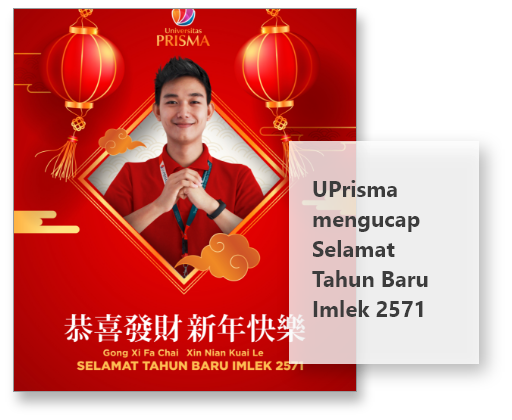 Universitas
PRISMA
恭喜發財 新年快樂
Gong Xi Fa Chai Xin Nian Kuai Le
SELAMAT TAHUN BARU IMLEK 2571
UPrisma
mengucap
Selamat
Tahun Baru
Imlek 2571